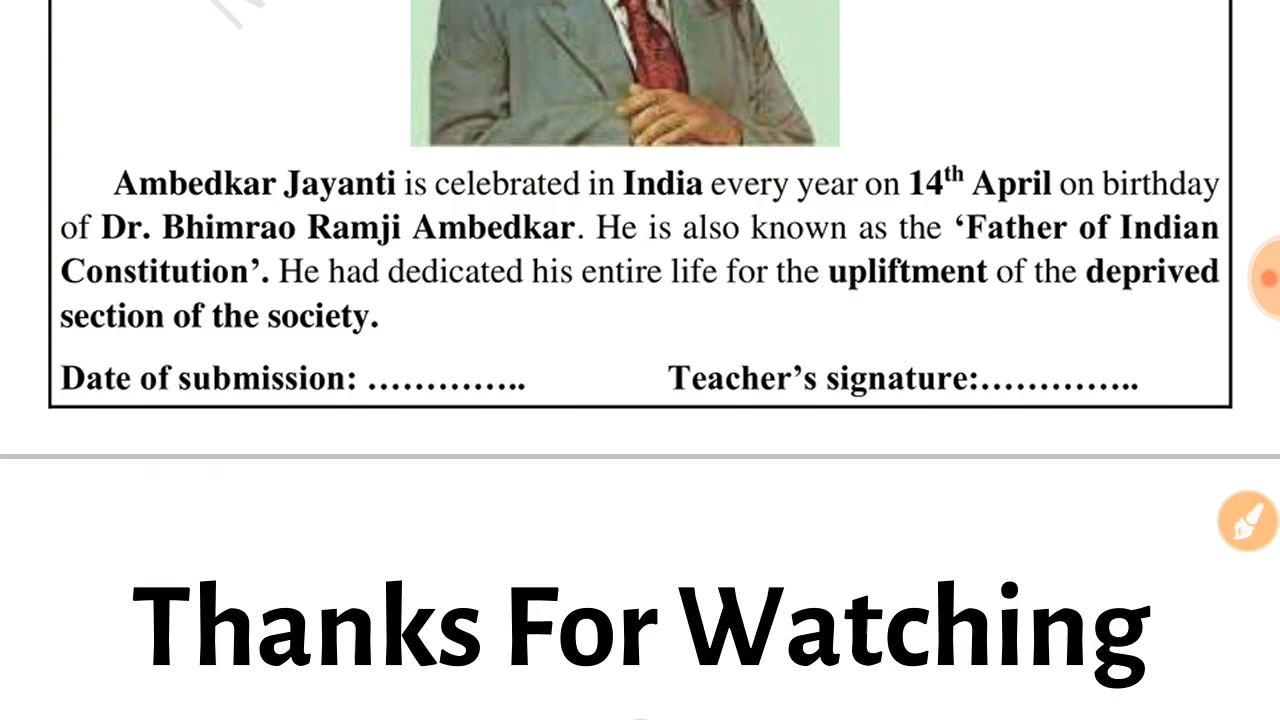 Ambedkar Jayanti is celebrated in India every year on 14th April on birthday
of Dr. Bhimrao Ramji Ambedkar. He is also known as the ‘Father of Indian
Constitution’. He had dedicated his entire life for the upliftment of the deprived
section of the society.
Date of submission: ………….. Teacher’s signature:…………..
Thanks For Watching